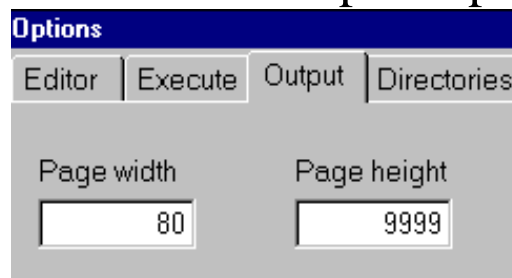 Options
Editor Execute Output Directories
Page width Page height
80 9999